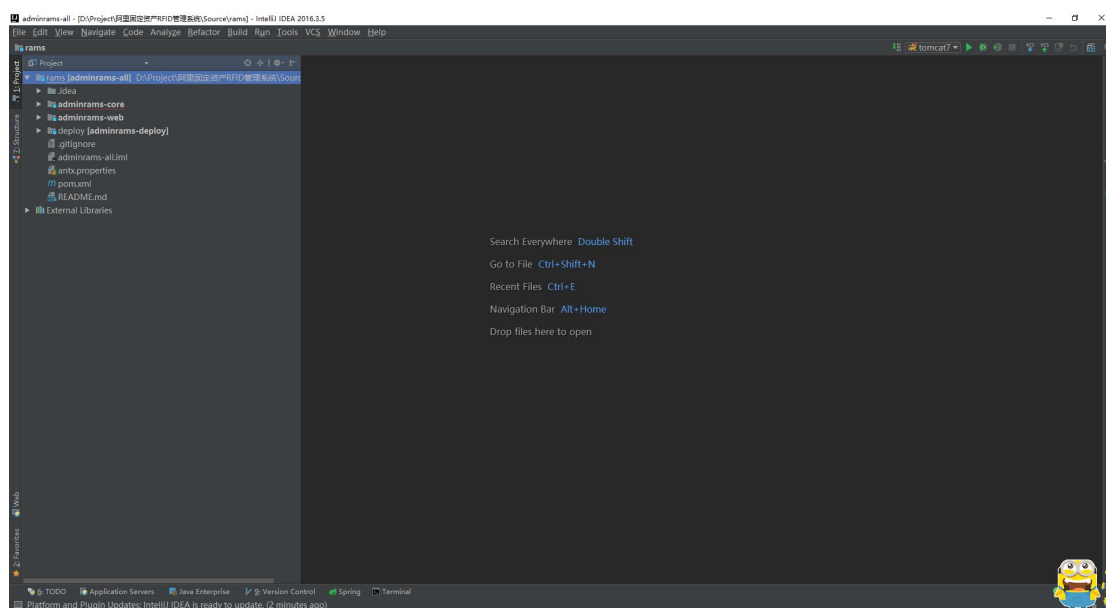 adminrams-all - [D:\Project\阿里固定资产RFID管理系统\Source\rams] - IntelliJ IDEA 2016.3.5
File Edit View Navigate Code Analyze Refactor Build Run Tools VCS Window Help
rams
tomcat7
1: Project
Project
rams [adminrams-all] D:\Project\阿里固定资产RFID管理系统\Sourc
.idea
adminrams-core
adminrams-web
deploy [adminrams-deploy]
.gitignore
adminrams-all.iml
antx.properties
pom.xml
README.md
External Libraries
7: Structure
Search Everywhere Double Shift
Go to File Ctrl+Shift+N
Recent Files Ctrl+E
Navigation Bar Alt+Home
Drop files here to open
Web
2: Favorites
6: TODO Application Servers Java Enterprise 9: Version Control Spring Terminal
Platform and Plugin Updates: IntelliJ IDEA is ready to update. (2 minutes ago)